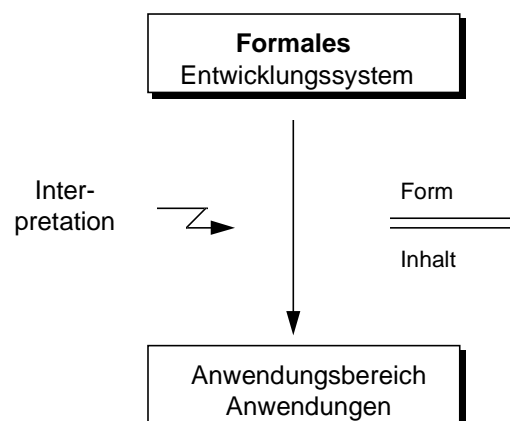 Formales
Entwicklungssystem
Inter-
pretation
Form
Inhalt
Anwendungsbereich
Anwendungen